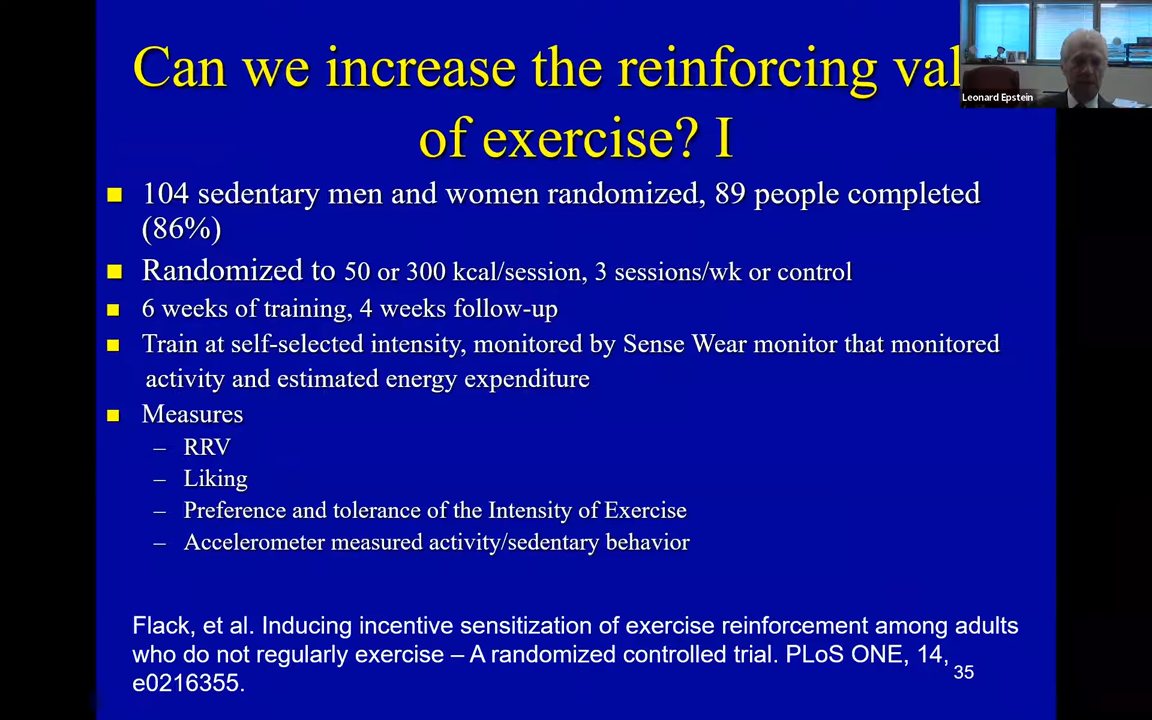 Can we increase the reinforcing val
of exercise? I
Leonard Epstein
104 sedentary men and women randomized, 89 people completed
(86%)
Randomized to 50 or 300 kcal/session, 3 sessions/wk or control
6 weeks of training, 4 weeks follow-up
Train at self-selected intensity, monitored by Sense Wear monitor that monitored
activity and estimated energy expenditure
Measures
– RRV
– Liking
– Preference and tolerance of the Intensity of Exercise
– Accelerometer measured activity/sedentary behavior
Flack, et al. Inducing incentive sensitization of exercise reinforcement among adults
who do not regularly exercise – A randomized controlled trial. PLoS ONE, 14,
e0216355.
35